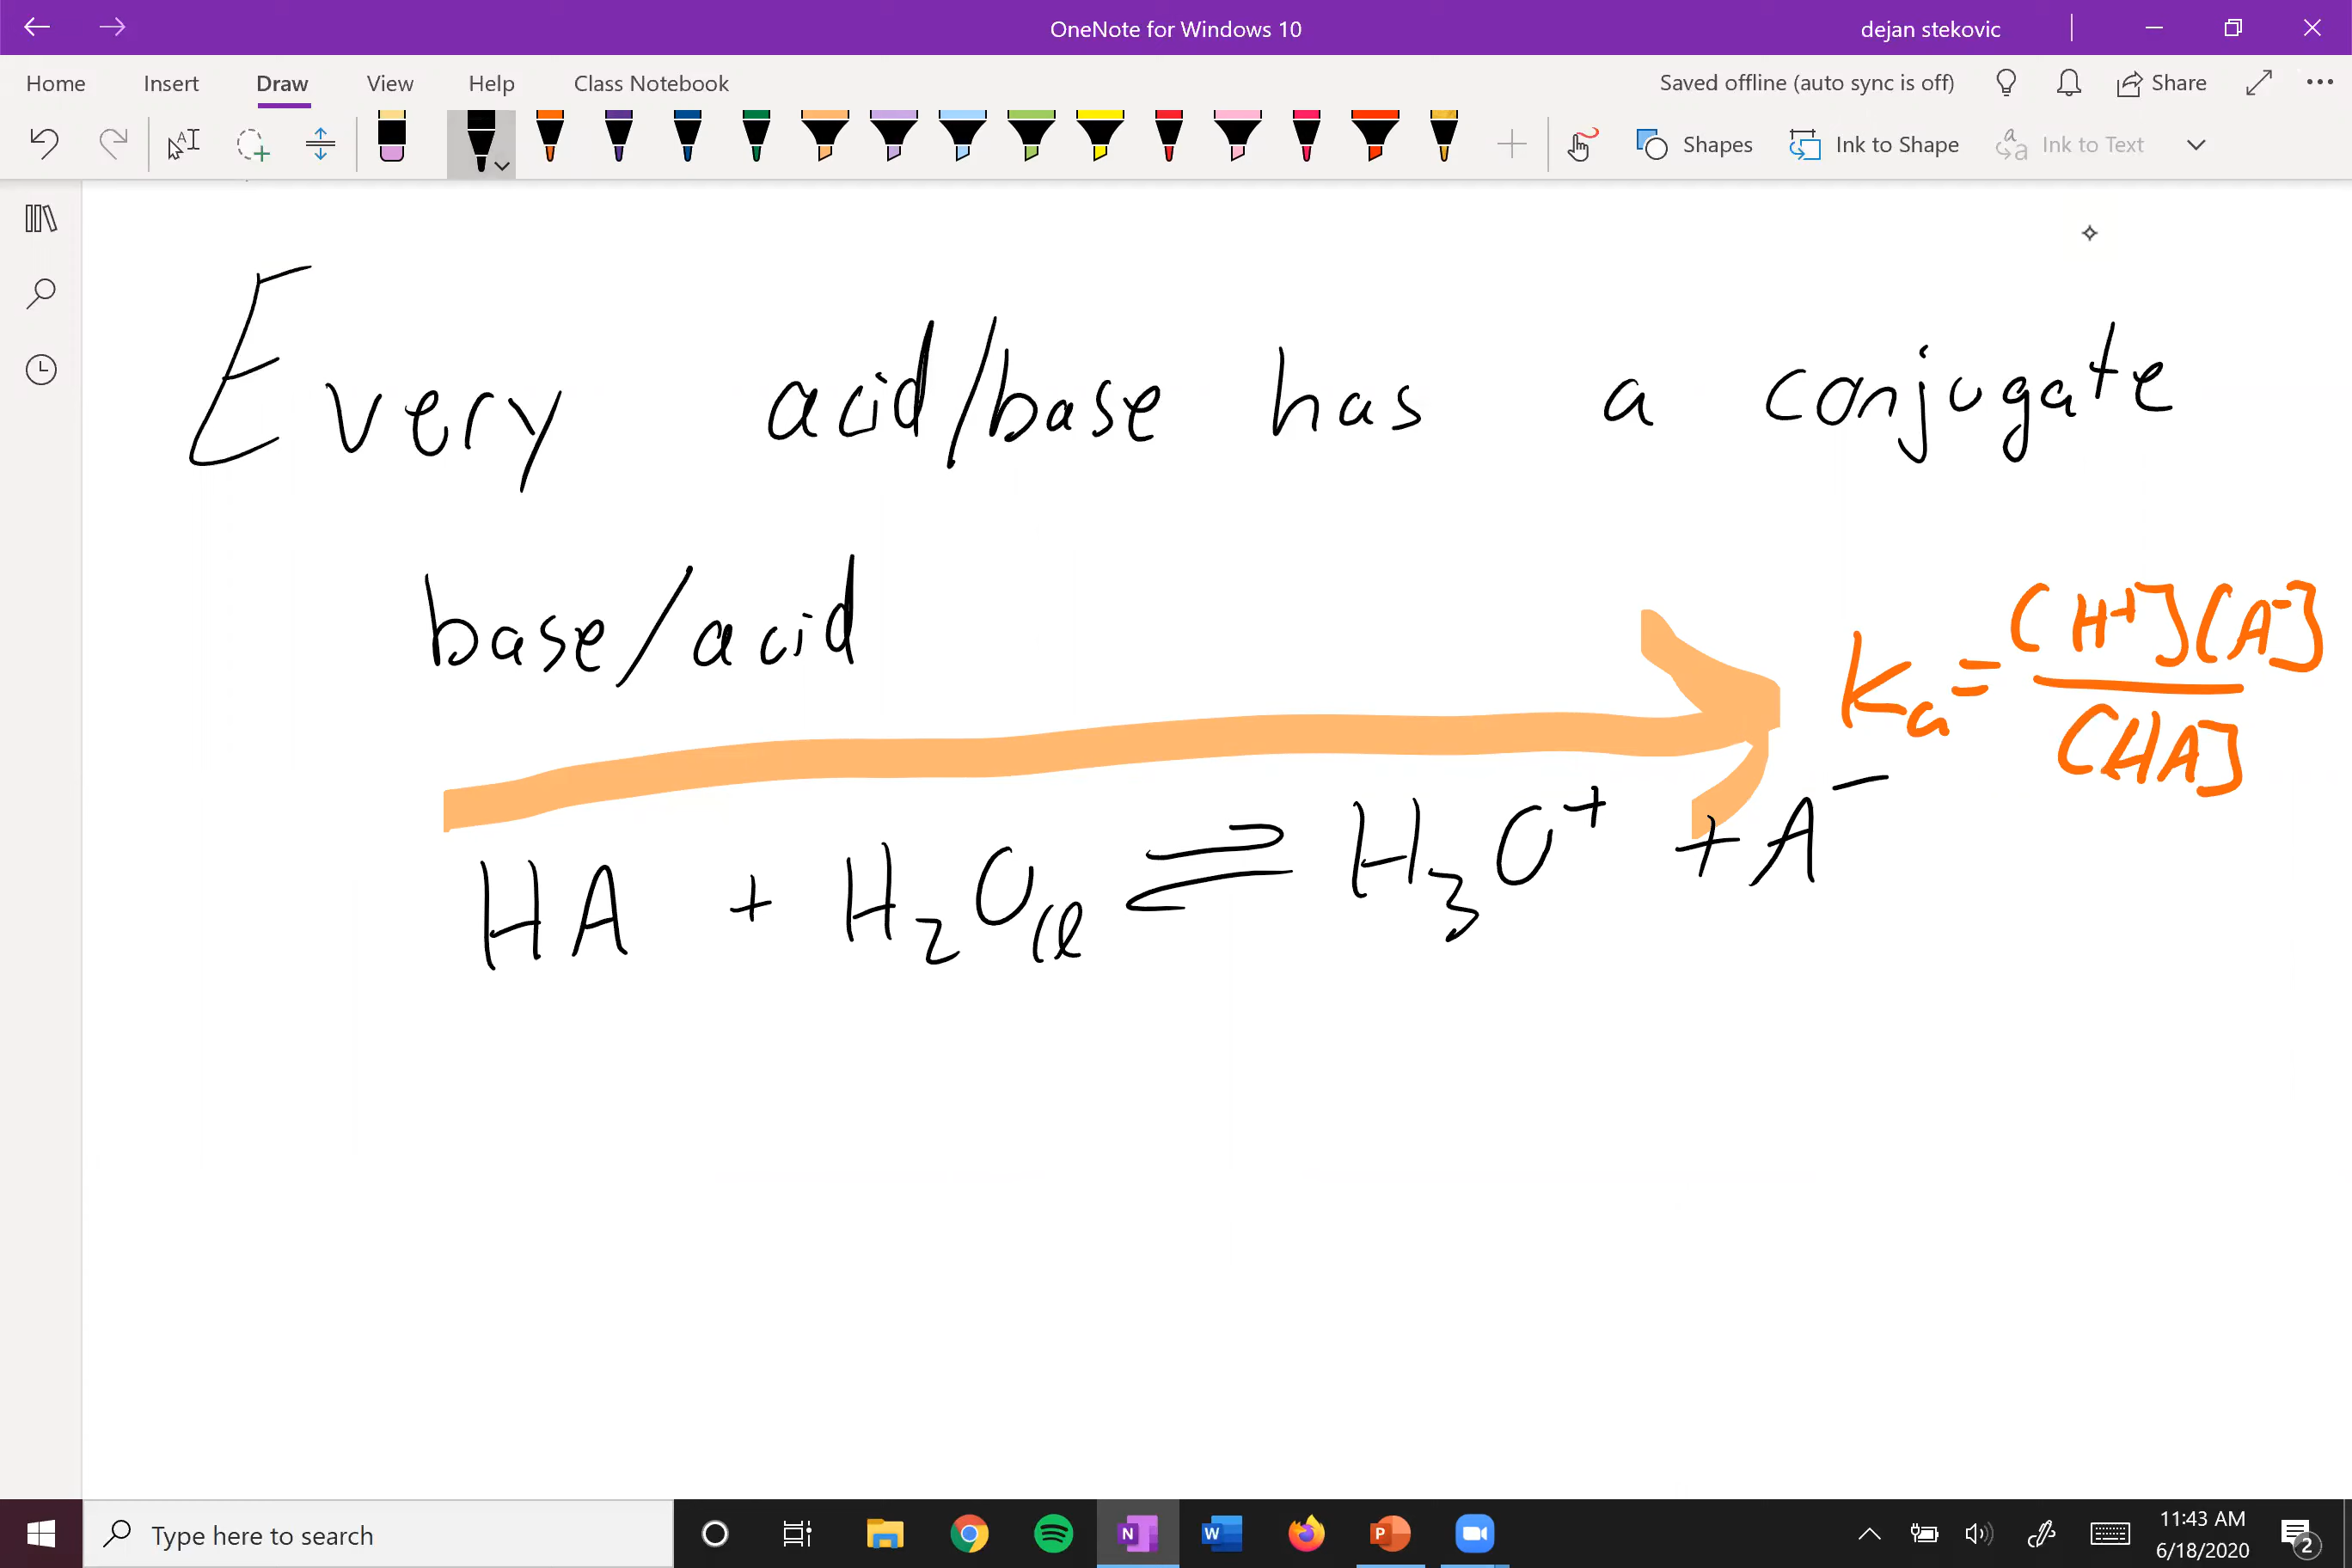 OneNote for Windows 10
dejan stekovic
Home Insert Draw View Help Class Notebook
Saved offline (auto sync is off) Share
Shapes Ink to Shape Ink to Text
Every acid/base has a conjugate
base/acid
Ka = [H⁺][A⁻]
[HA]
HA + H₂O(l ⇌ H₃O⁺ + A⁻
Type here to search
11:43 AM
6/18/2020
2